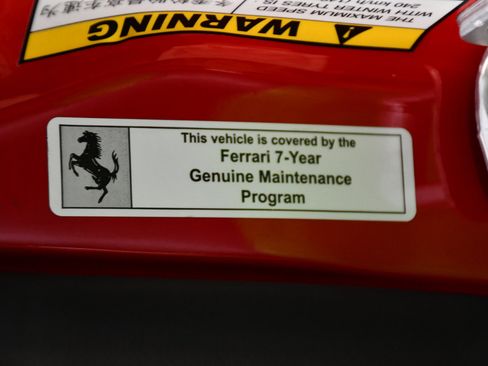 WARNING
THE MAXIMUM SPEED
WITH WINTER TYRES IS
240 km/h
This vehicle is covered by the
Ferrari 7-Year
Genuine Maintenance
Program